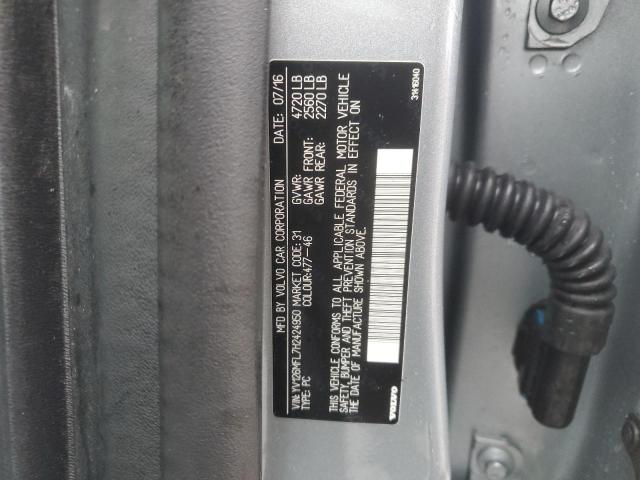 MFD BY VOLVO CAR CORPORATION DATE: 07/16
VIN: YV126MFL7H2424950 MARKET CODE: 31 GVWR: 4720 LB
TYPE: PC COLOUR:477—46 GAWR FRONT: 2560 LB
GAWR REAR: 2270 LB
THIS VEHICLE CONFORMS TO ALL APPLICABLE FEDERAL MOTOR VEHICLE
SAFETY, BUMPER AND THEFT PREVENTION STANDARDS IN EFFECT ON
THE DATE OF MANUFACTURE SHOWN ABOVE.
VOLVO 31416040